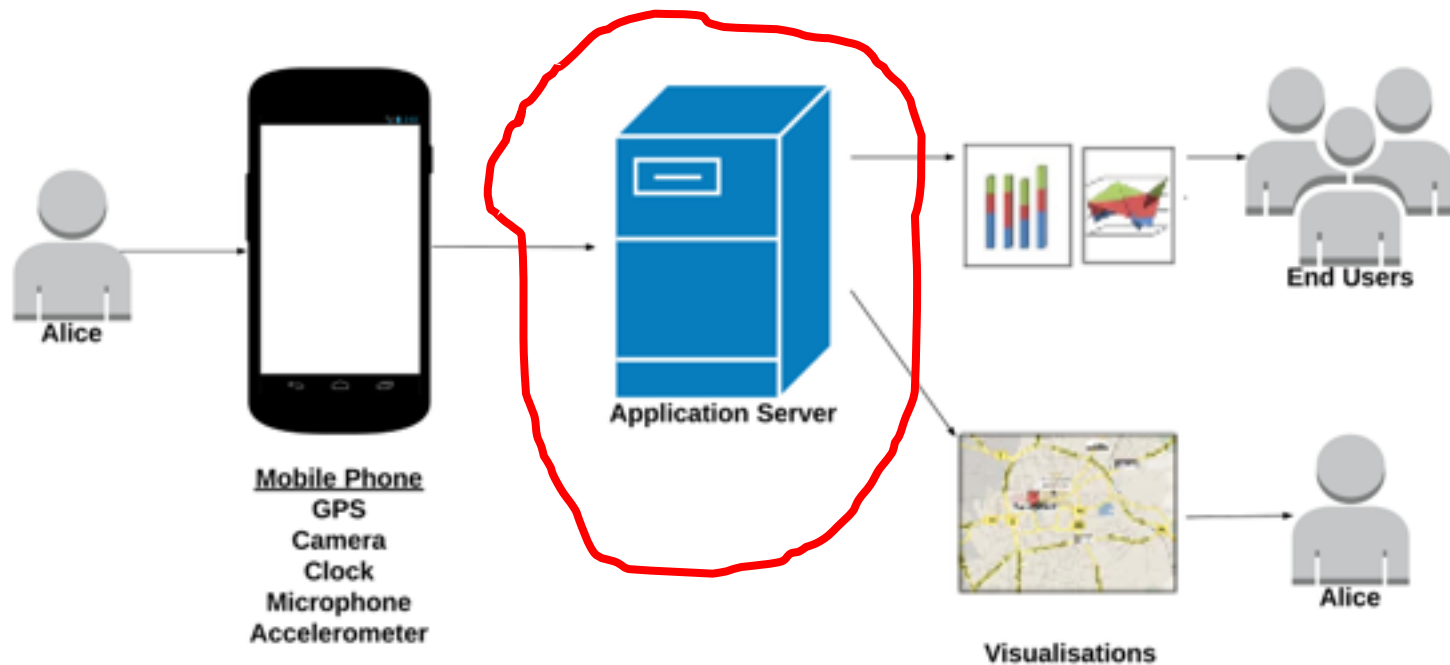 Alice
Mobile Phone
GPS
Camera
Clock
Microphone
Accelerometer
Application Server
End Users
Alice
Visualisations